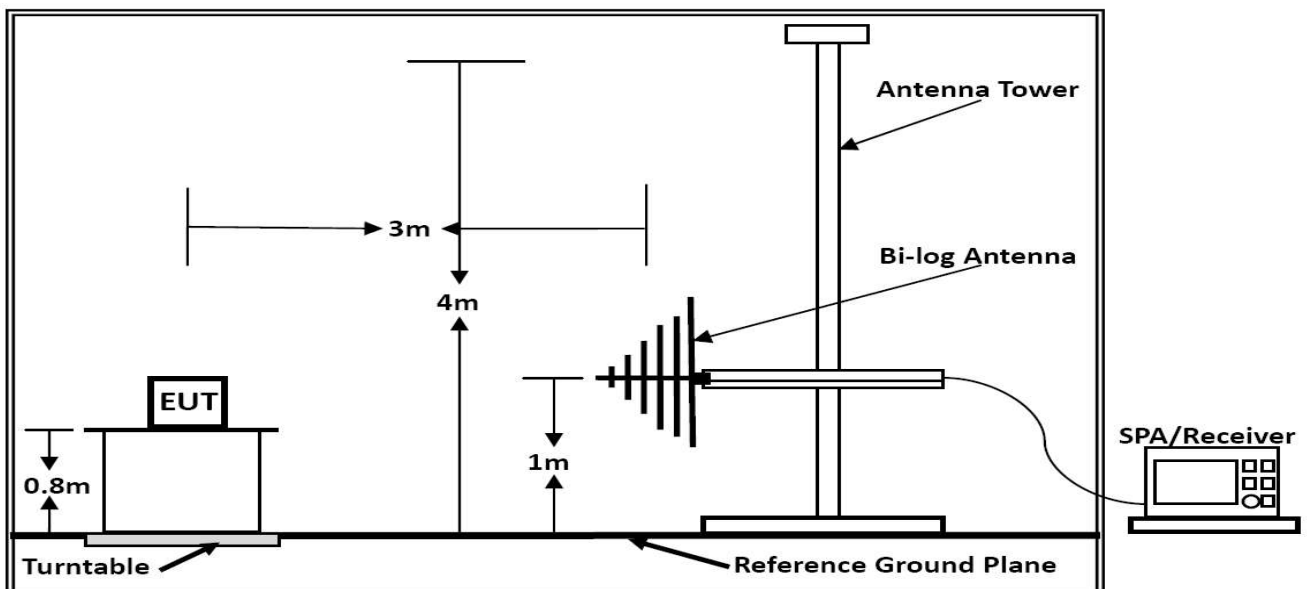 Antenna Tower
3m
Bi-log Antenna
4m
EUT
SPA/Receiver
1m
0.8m
Turntable
Reference Ground Plane